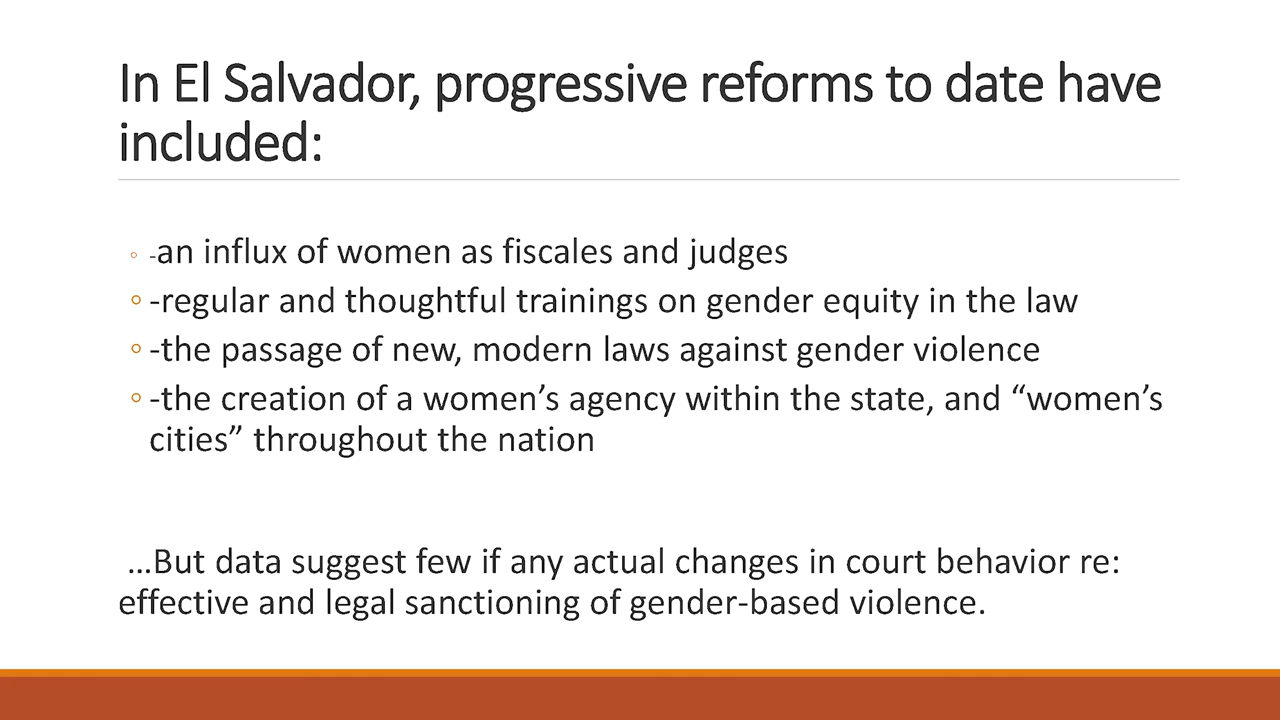 In El Salvador, progressive reforms to date have
included:
◦ -an influx of women as fiscales and judges
◦ -regular and thoughtful trainings on gender equity in the law
◦ -the passage of new, modern laws against gender violence
◦ -the creation of a women’s agency within the state, and “women’s
cities” throughout the nation
…But data suggest few if any actual changes in court behavior re:
effective and legal sanctioning of gender-based violence.